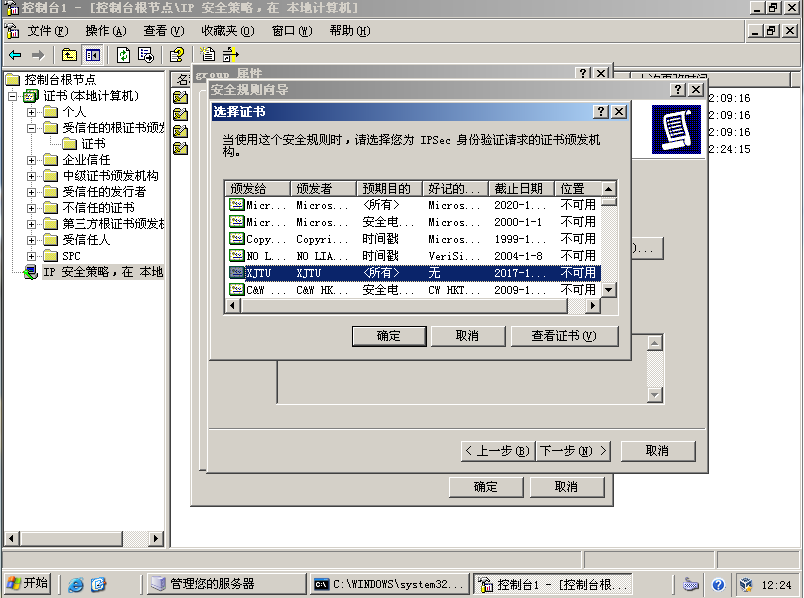 控制台1 - [控制台根节点\IP 安全策略，在 本地计算机]
文件(F) 操作(A) 查看(V) 收藏夹(O) 窗口(W) 帮助(H)
控制台根节点
证书(本地计算机)
个人
受信任的根证书颁发
证书
企业信任
中级证书颁发机构
受信任的发行者
不信任的证书
第三方根证书颁发机
受信任人
SPC
IP 安全策略，在 本地
group 属性
上次更改时间
2:09:16
2:09:16
2:09:16
2:24:15
安全规则向导
选择证书
当使用这个安全规则时，请选择您为 IPSec 身份验证请求的证书颁发机
构。
颁发给 颁发者 预期目的 好记的... 截止日期 位置
Micr... Micros... <所有> Micros... 2020-1... 不可用
Micr... Micros... 安全电... Micros... 2000-1-1 不可用
Copy... Copyri... 时间戳 Micros... 1999-1... 不可用
NO L... NO LIA... 时间戳 VeriSi... 2004-1-8 不可用
XJTU XJTU <所有> 无 2017-1... 不可用
C&W ... C&W HK... 安全电... CW HKT... 2009-1... 不可用
确定 取消 查看证书(V)
)...
< 上一步(B) 下一步(N) > 取消
确定 取消
开始 管理您的服务器 C:\WINDOWS\system32... 控制台1 - [控制台根... 12:24